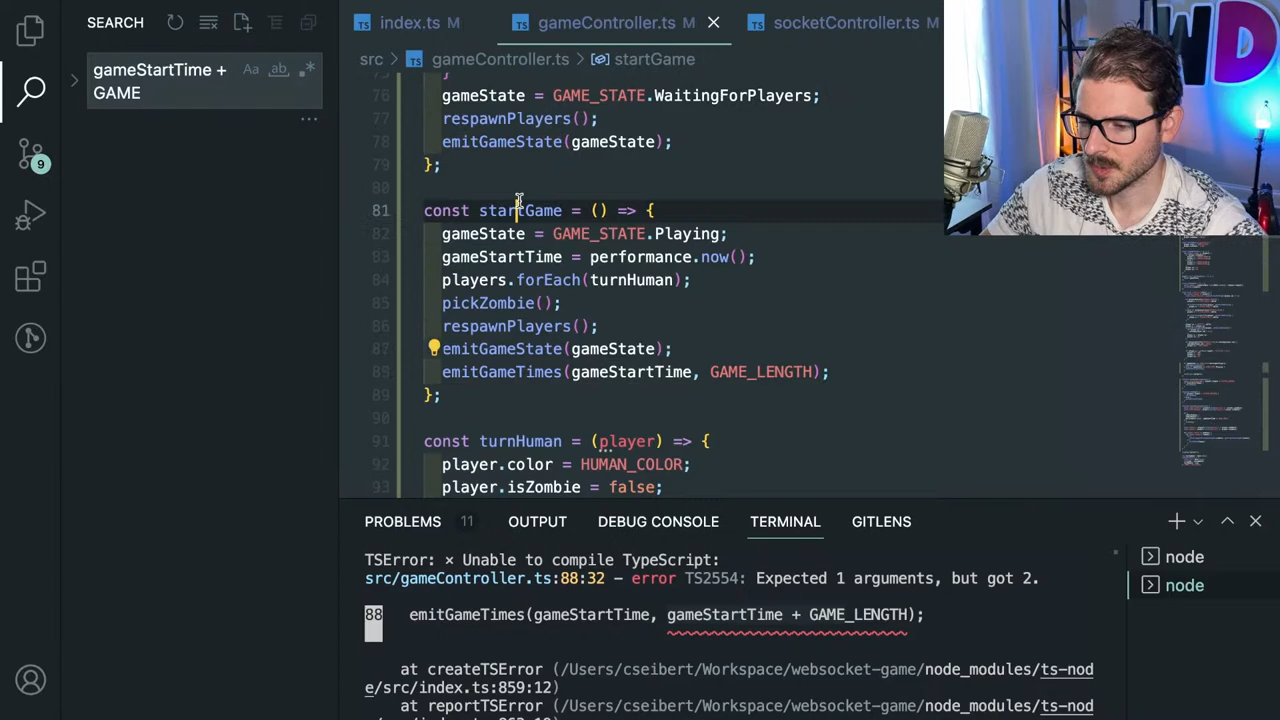 SEARCH
gameStartTime +
GAME
Aa
ab
9
TS index.ts M
TS gameController.ts M
TS socketController.ts M
src > TS gameController.ts > startGame
75 }
76 gameState = GAME_STATE.WaitingForPlayers;
77 respawnPlayers();
78 emitGameState(gameState);
79 };
80
81 const startGame = () => {
82 gameState = GAME_STATE.Playing;
83 gameStartTime = performance.now();
84 players.forEach(turnHuman);
85 pickZombie();
86 respawnPlayers();
87 emitGameState(gameState);
88 emitGameTimes(gameStartTime, GAME_LENGTH);
89 };
90
91 const turnHuman = (player) => {
92 player.color = HUMAN_COLOR;
93 player.isZombie = false;
PROBLEMS 11 OUTPUT DEBUG CONSOLE TERMINAL GITLENS
TSError: ⨯ Unable to compile TypeScript:
src/gameController.ts:88:32 - error TS2554: Expected 1 arguments, but got 2.
88 emitGameTimes(gameStartTime, gameStartTime + GAME_LENGTH);
at createTSError (/Users/cseibert/Workspace/websocket-game/node_modules/ts-nod
e/src/index.ts:859:12)
at reportTSError (/Users/cseibert/Workspace/websocket-game/node_modules/ts-nod
node
node
WD